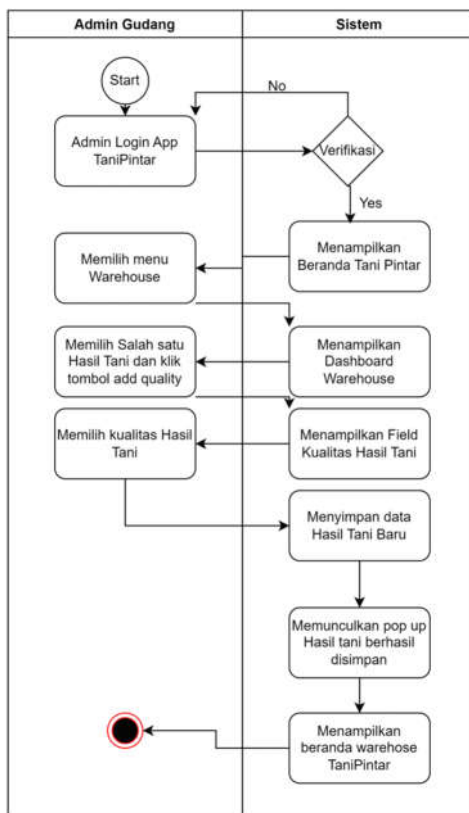 Admin Gudang
Sistem
Start
No
Admin Login App
TaniPintar
Verifikasi
Yes
Menampilkan
Beranda Tani Pintar
Memilih menu
Warehouse
Menampilkan
Dashboard
Warehouse
Memilih Salah satu
Hasil Tani dan klik
tombol add quality
Menampilkan Field
Kualitas Hasil Tani
Memilih kualitas Hasil
Tani
Menyimpan data
Hasil Tani Baru
Memunculkan pop up
Hasil tani berhasil
disimpan
Menampilkan
beranda warehose
TaniPintar